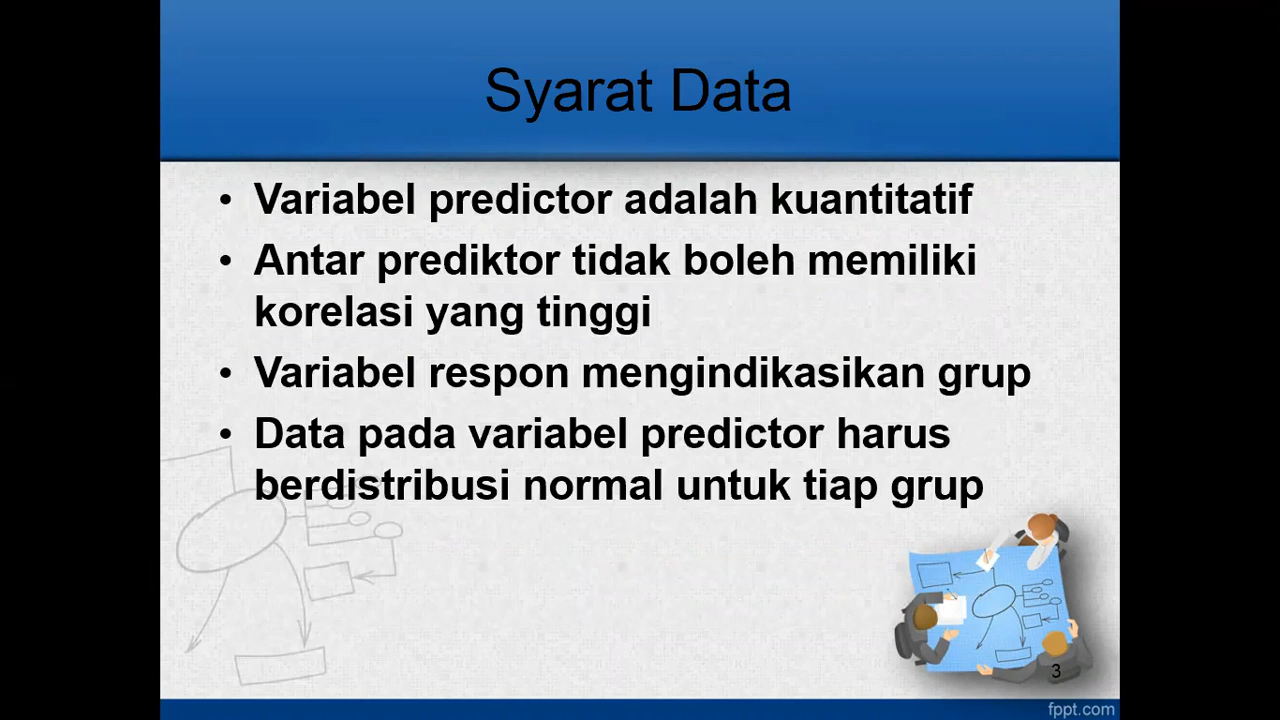 Syarat Data
• Variabel predictor adalah kuantitatif
• Antar prediktor tidak boleh memiliki
korelasi yang tinggi
• Variabel respon mengindikasikan grup
• Data pada variabel predictor harus
berdistribusi normal untuk tiap grup
3
fppt.com